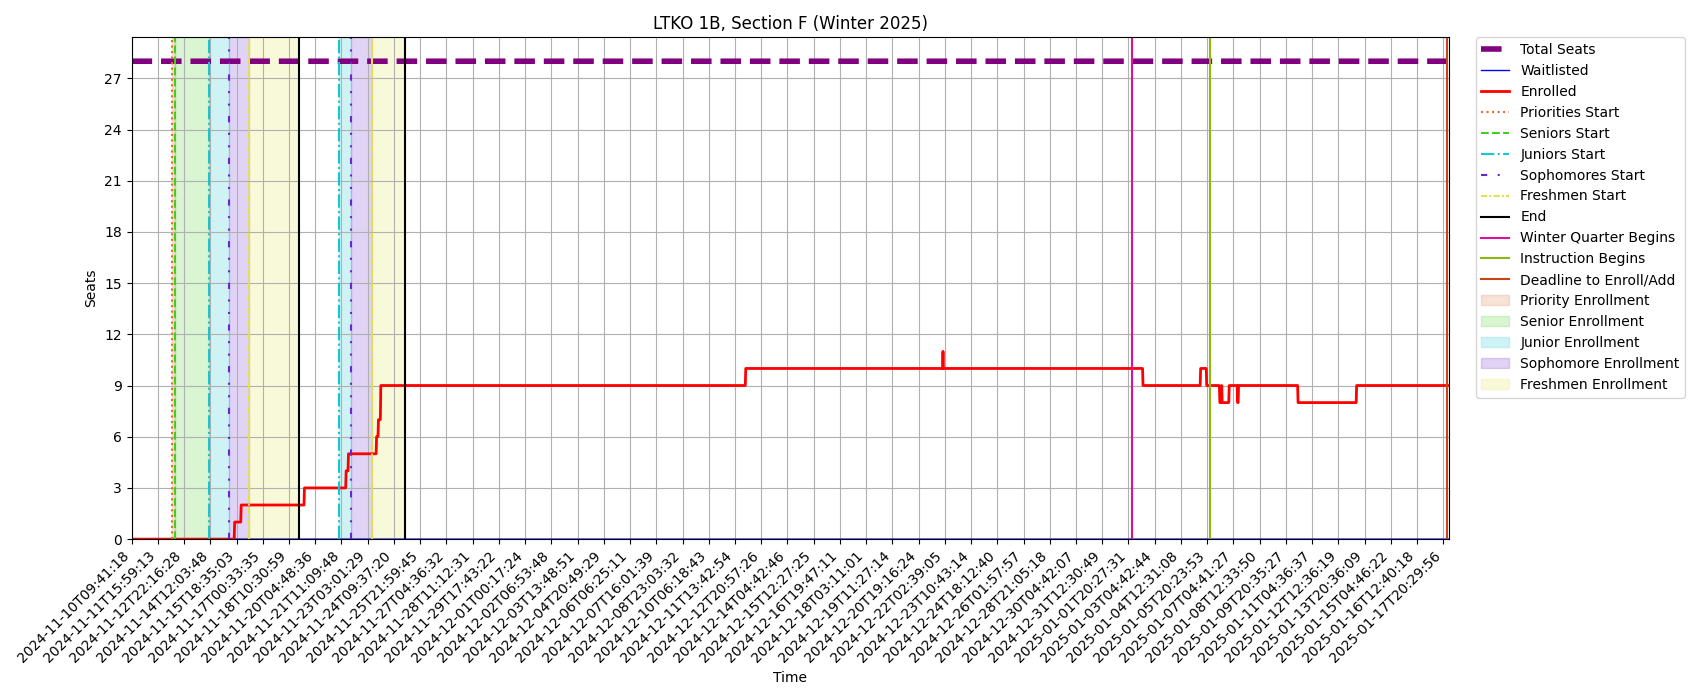 LTKO 1B, Section F (Winter 2025)
Seats
27
24
21
18
15
12
9
6
3
0
2024-11-10T09:41:18
2024-11-11T15:59:13
2024-11-12T22:16:28
2024-11-14T12:03:48
2024-11-15T18:35:03
2024-11-17T00:33:35
2024-11-18T10:30:59
2024-11-20T04:48:36
2024-11-21T11:09:48
2024-11-23T03:01:29
2024-11-24T09:37:20
2024-11-25T21:59:45
2024-11-27T04:36:32
2024-11-28T11:12:31
2024-11-29T17:43:22
2024-12-01T00:17:24
2024-12-02T06:53:48
2024-12-03T13:48:51
2024-12-04T20:49:29
2024-12-06T06:25:11
2024-12-07T16:01:39
2024-12-08T23:03:32
2024-12-10T06:18:43
2024-12-11T13:42:54
2024-12-12T20:57:26
2024-12-14T04:42:46
2024-12-15T12:27:25
2024-12-16T19:47:11
2024-12-18T03:11:01
2024-12-19T11:27:14
2024-12-20T19:16:24
2024-12-22T02:39:05
2024-12-23T10:43:14
2024-12-24T18:12:40
2024-12-26T01:57:57
2024-12-28T21:05:18
2024-12-30T04:42:07
2024-12-31T12:30:49
2025-01-01T20:27:31
2025-01-03T04:42:44
2025-01-04T12:31:08
2025-01-05T20:23:53
2025-01-07T04:41:27
2025-01-08T12:33:50
2025-01-09T20:35:27
2025-01-11T04:36:37
2025-01-12T12:36:19
2025-01-13T20:36:09
2025-01-15T04:46:22
2025-01-16T12:40:18
2025-01-17T20:29:56
Time
Total Seats
Waitlisted
Enrolled
Priorities Start
Seniors Start
Juniors Start
Sophomores Start
Freshmen Start
End
Winter Quarter Begins
Instruction Begins
Deadline to Enroll/Add
Priority Enrollment
Senior Enrollment
Junior Enrollment
Sophomore Enrollment
Freshmen Enrollment